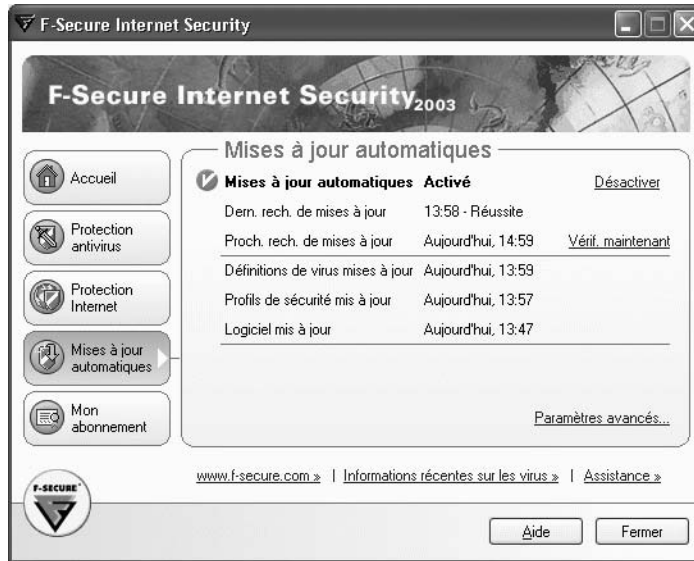 F-Secure Internet Security
F-Secure Internet Security 2003
Accueil
Protection
antivirus
Protection
Internet
Mises à jour
automatiques
Mon
abonnement
Mises à jour automatiques
Mises à jour automatiques Activé Désactiver
Dern. rech. de mises à jour 13:58 - Réussite
Proch. rech. de mises à jour Aujourd'hui, 14:59 Vérif. maintenant
Définitions de virus mises à jour Aujourd'hui, 13:59
Profils de sécurité mis à jour Aujourd'hui, 13:57
Logiciel mis à jour Aujourd'hui, 13:47
Paramètres avancés...
www.f-secure.com » | Informations récentes sur les virus » | Assistance »
F-SECURE
Aide Fermer